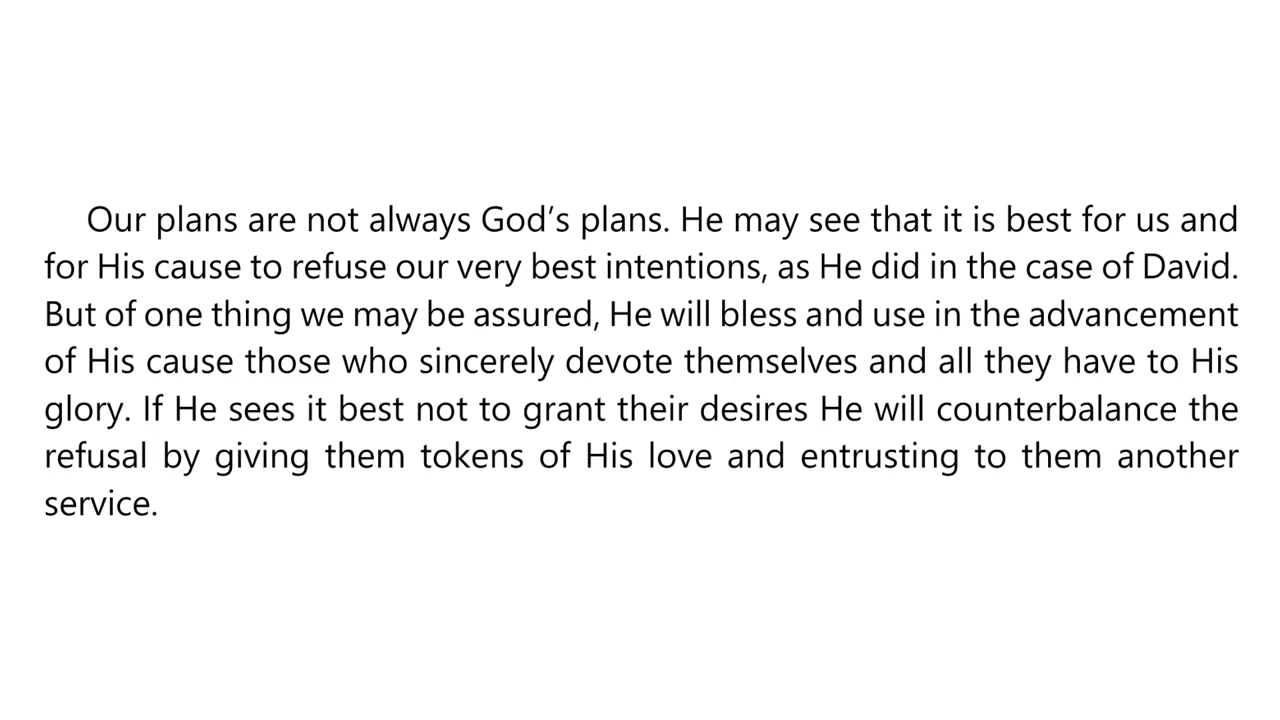 Our plans are not always God’s plans. He may see that it is best for us and
for His cause to refuse our very best intentions, as He did in the case of David.
But of one thing we may be assured, He will bless and use in the advancement
of His cause those who sincerely devote themselves and all they have to His
glory. If He sees it best not to grant their desires He will counterbalance the
refusal by giving them tokens of His love and entrusting to them another
service.